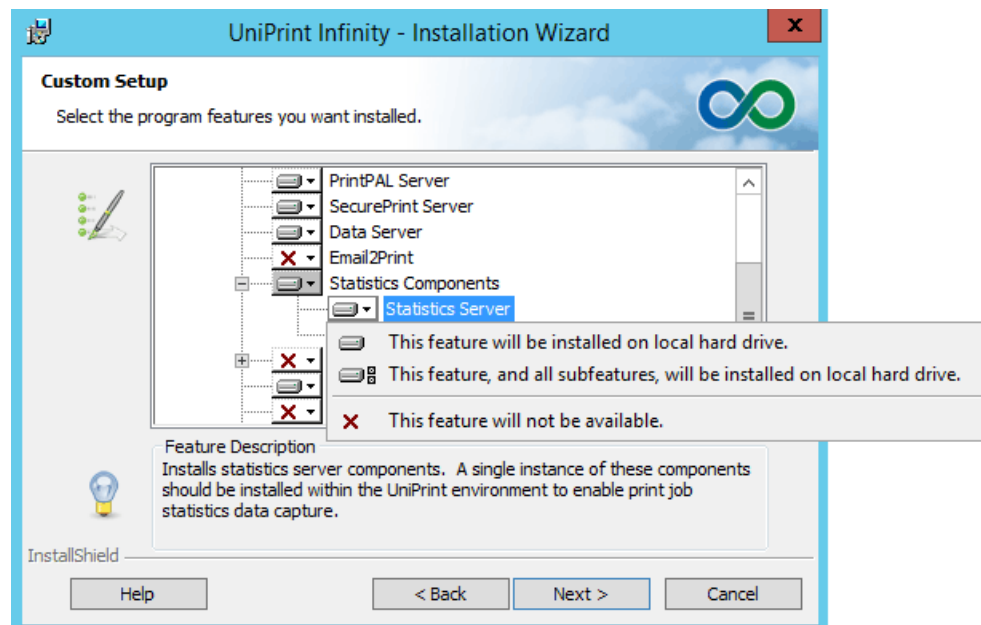 UniPrint Infinity - Installation Wizard
x
Custom Setup
Select the program features you want installed.
PrintPAL Server
SecurePrint Server
Data Server
Email2Print
Statistics Components
Statistics Server
This feature will be installed on local hard drive.
This feature, and all subfeatures, will be installed on local hard drive.
This feature will not be available.
Feature Description
Installs statistics server components. A single instance of these components
should be installed within the UniPrint environment to enable print job
statistics data capture.
InstallShield
Help
< Back
Next >
Cancel